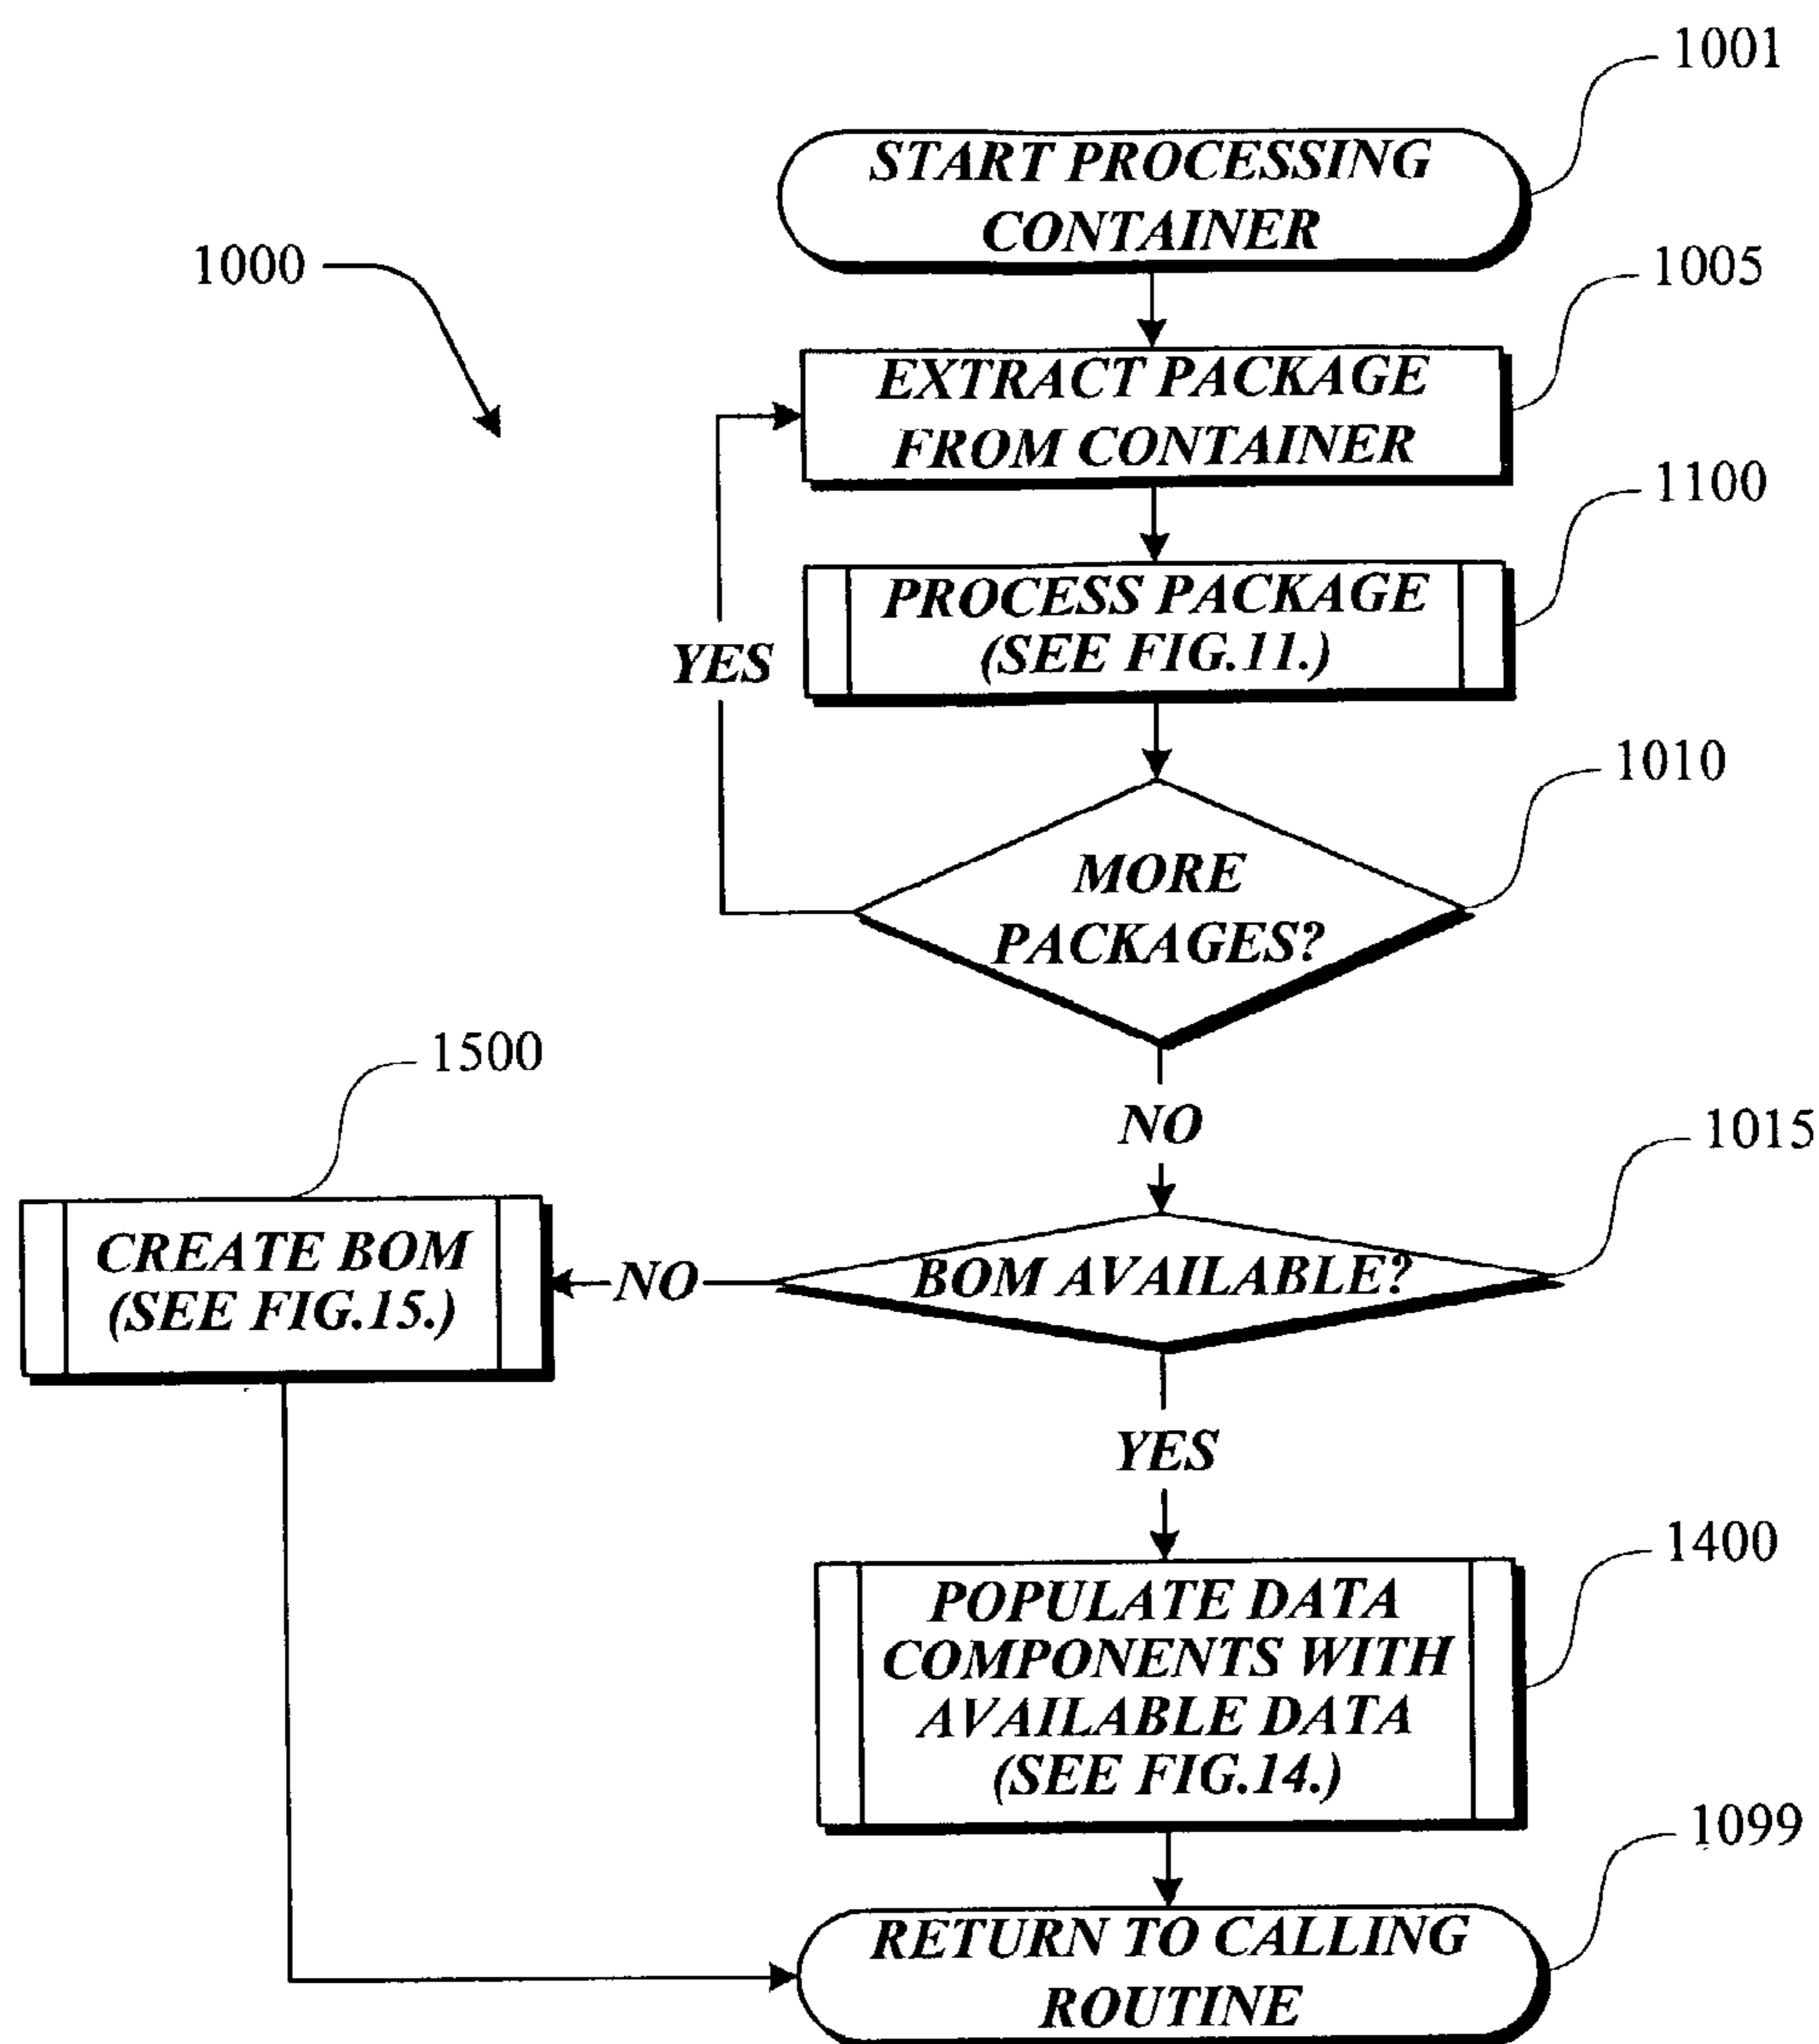 1001
START PROCESSING
CONTAINER
1000
1005
EXTRACT PACKAGE
FROM CONTAINER
1100
PROCESS PACKAGE
(SEE FIG.11.)
YES
1010
MORE
PACKAGES?
NO
1500
1015
CREATE BOM
(SEE FIG.15.)
NO
BOM AVAILABLE?
YES
1400
POPULATE DATA
COMPONENTS WITH
AVAILABLE DATA
(SEE FIG.14.)
1099
RETURN TO CALLING
ROUTINE